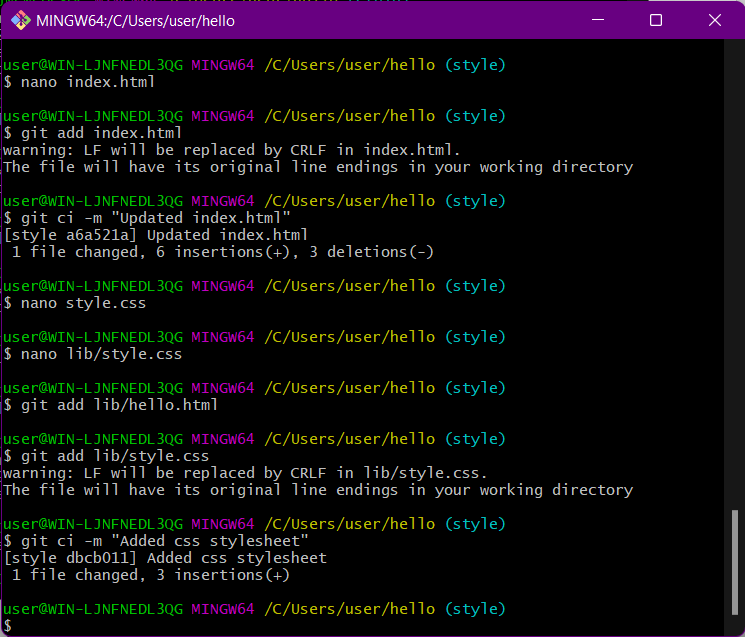 MINGW64:/C/Users/user/hello
user@WIN-LJNFNEDL3QG MINGW64 /C/Users/user/hello (style)
$ nano index.html
user@WIN-LJNFNEDL3QG MINGW64 /C/Users/user/hello (style)
$ git add index.html
warning: LF will be replaced by CRLF in index.html.
The file will have its original line endings in your working directory
user@WIN-LJNFNEDL3QG MINGW64 /C/Users/user/hello (style)
$ git ci -m "Updated index.html"
[style a6a521a] Updated index.html
 1 file changed, 6 insertions(+), 3 deletions(-)
user@WIN-LJNFNEDL3QG MINGW64 /C/Users/user/hello (style)
$ nano style.css
user@WIN-LJNFNEDL3QG MINGW64 /C/Users/user/hello (style)
$ nano lib/style.css
user@WIN-LJNFNEDL3QG MINGW64 /C/Users/user/hello (style)
$ git add lib/hello.html
user@WIN-LJNFNEDL3QG MINGW64 /C/Users/user/hello (style)
$ git add lib/style.css
warning: LF will be replaced by CRLF in lib/style.css.
The file will have its original line endings in your working directory
user@WIN-LJNFNEDL3QG MINGW64 /C/Users/user/hello (style)
$ git ci -m "Added css stylesheet"
[style dbcb011] Added css stylesheet
 1 file changed, 3 insertions(+)
user@WIN-LJNFNEDL3QG MINGW64 /C/Users/user/hello (style)
$